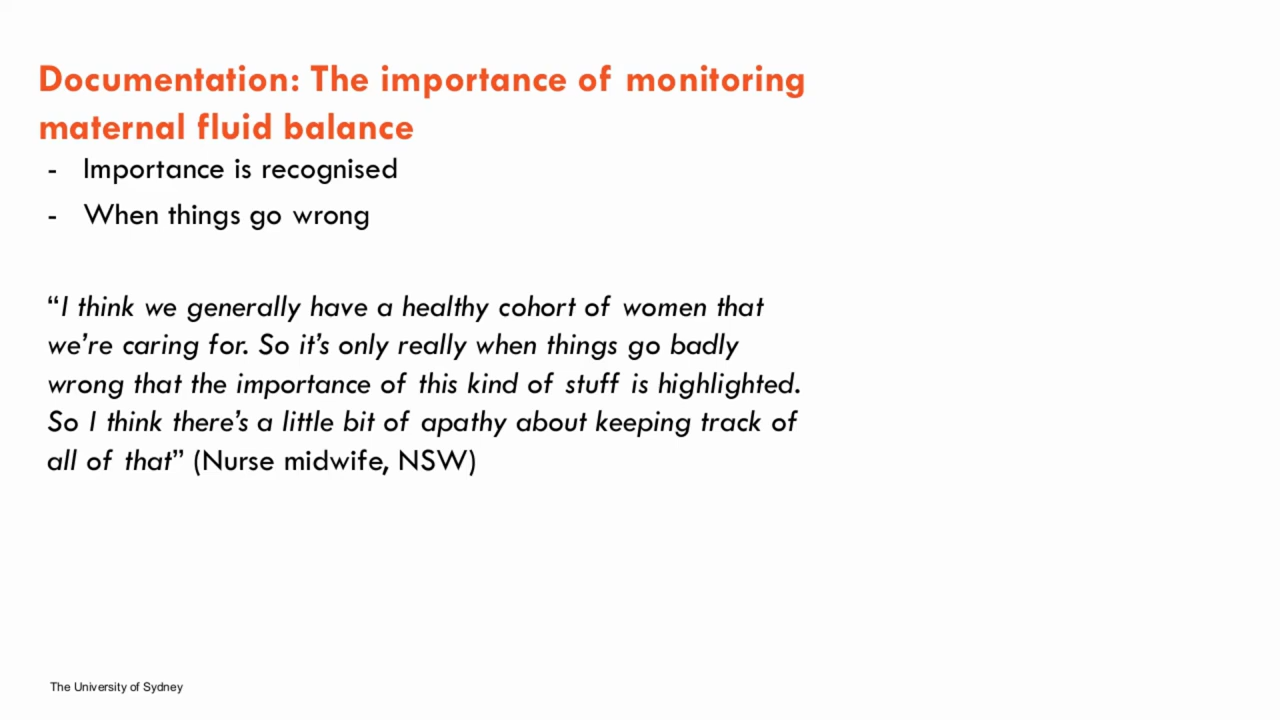 Documentation: The importance of monitoring
maternal fluid balance
- Importance is recognised
- When things go wrong
“I think we generally have a healthy cohort of women that
we’re caring for. So it’s only really when things go badly
wrong that the importance of this kind of stuff is highlighted.
So I think there’s a little bit of apathy about keeping track of
all of that” (Nurse midwife, NSW)
The University of Sydney